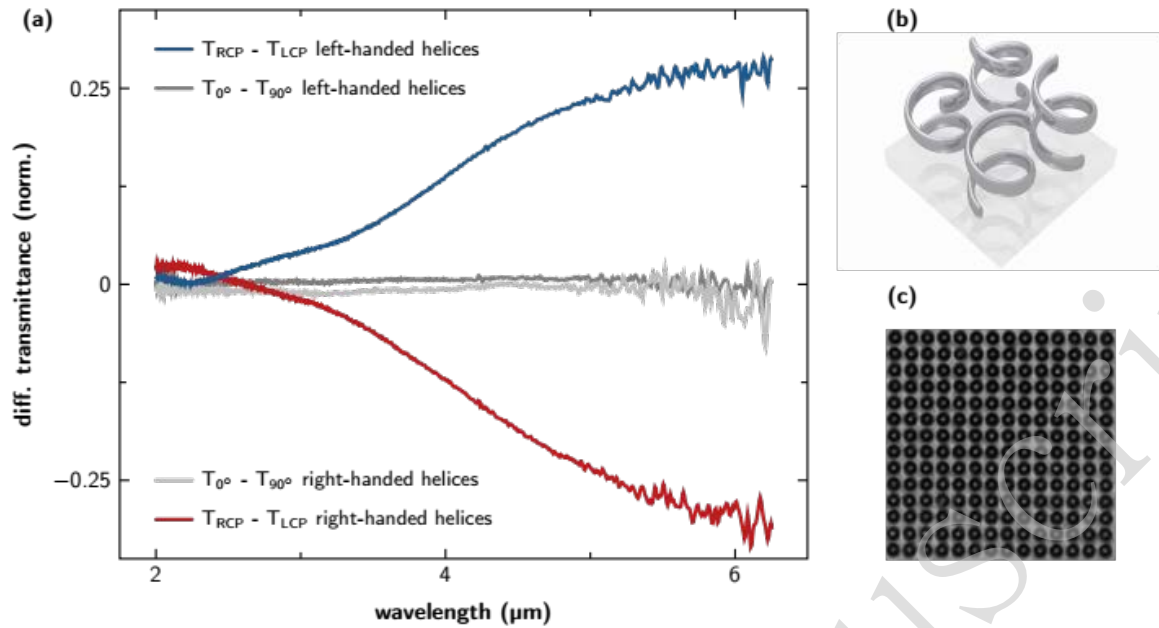 (a)
T_RCP - T_LCP left-handed helices
T_0° - T_90° left-handed helices
0.25
0
−0.25
diff. transmittance (norm.)
T_0° - T_90° right-handed helices
T_RCP - T_LCP right-handed helices
2
4
6
wavelength (μm)
(b)
(c)